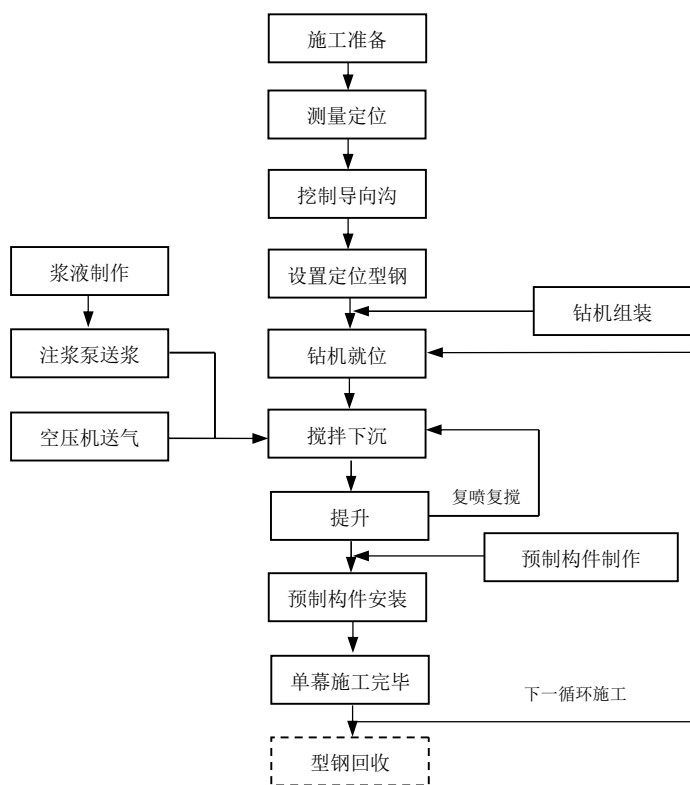 施工准备
测量定位
挖制导向沟
浆液制作
设置定位型钢
钻机组装
注浆泵送浆
钻机就位
空压机送气
搅拌下沉
复喷复搅
提升
预制构件制作
预制构件安装
单幕施工完毕
下一循环施工
型钢回收